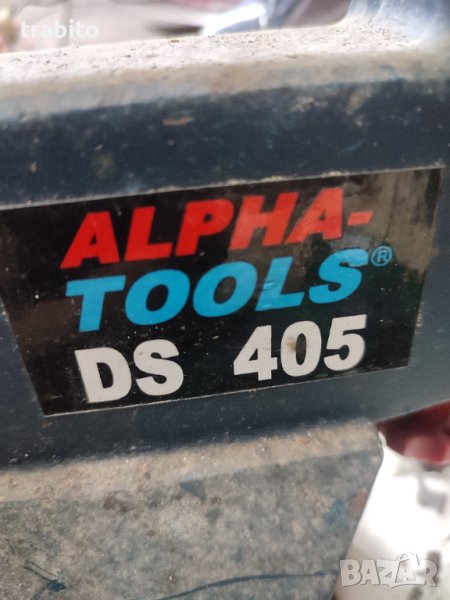 trabito
ALPHA-
TOOLS®
DS 405
BAZAR